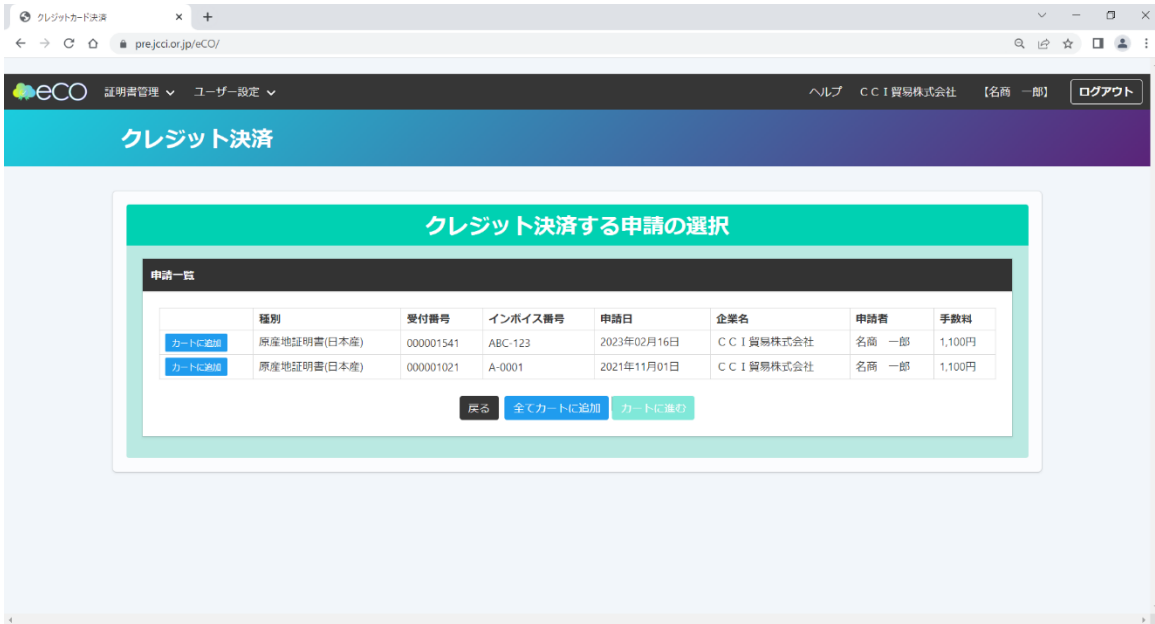 クレジットカード決済
pre.jcci.or.jp/eCO/
eCO 証明書管理 ユーザー設定 ヘルプ ＣＣＩ貿易株式会社 【名商　一郎】 ログアウト
クレジット決済
クレジット決済する申請の選択
申請一覧
種別 受付番号 インボイス番号 申請日 企業名 申請者 手数料
カートに追加 原産地証明書(日本産) 000001541 ABC-123 2023年02月16日 ＣＣＩ貿易株式会社 名商　一郎 1,100円
カートに追加 原産地証明書(日本産) 000001021 A-0001 2021年11月01日 ＣＣＩ貿易株式会社 名商　一郎 1,100円
戻る 全てカートに追加 カートに進む